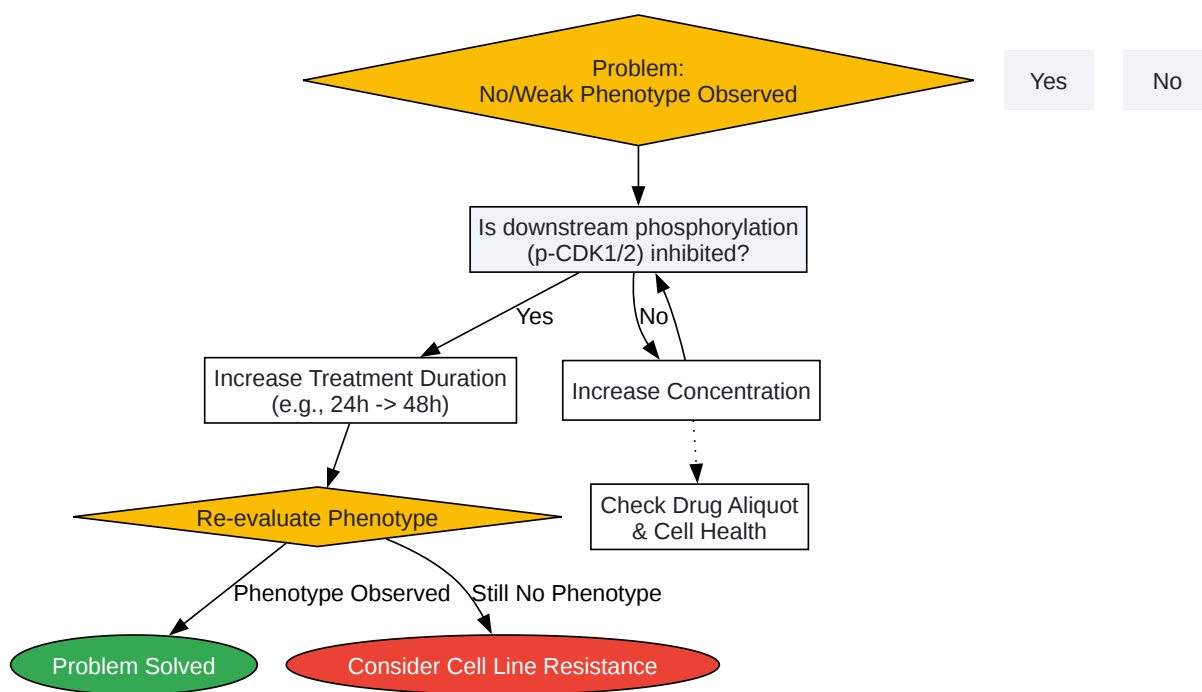 Problem:
No/Weak Phenotype Observed
Yes
No
Is downstream phosphorylation
(p-CDK1/2) inhibited?
Yes
No
Increase Treatment Duration
(e.g., 24h -> 48h)
Increase Concentration
Re-evaluate Phenotype
Check Drug Aliquot
& Cell Health
Phenotype Observed
Still No Phenotype
Problem Solved
Consider Cell Line Resistance